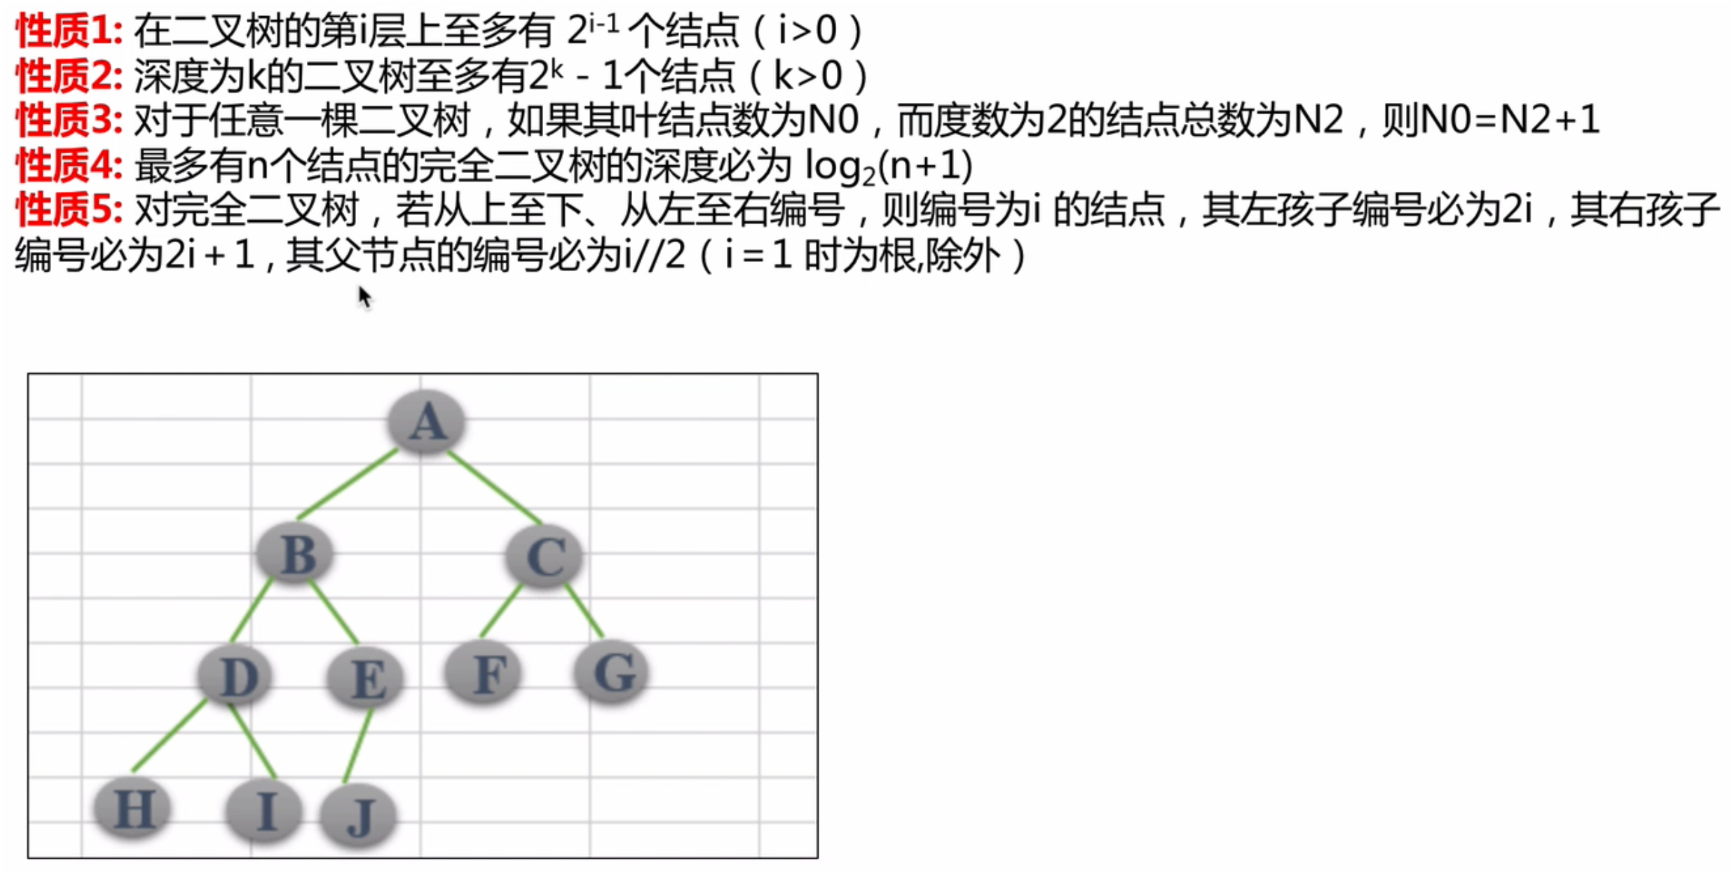 性质1: 在二叉树的第i层上至多有 2^{i-1} 个结点（i>0）
性质2: 深度为k的二叉树至多有2^k - 1个结点（k>0）
性质3: 对于任意一棵二叉树，如果其叶结点数为N0，而度数为2的结点总数为N2，则N0=N2+1
性质4: 最多有n个结点的完全二叉树的深度必为 log₂(n+1)
性质5: 对完全二叉树，若从上至下、从左至右编号，则编号为i 的结点，其左孩子编号必为2i，其右孩子
编号必为2i＋1，其父节点的编号必为i//2（i＝1 时为根,除外）
A
B C
D E F G
H I J